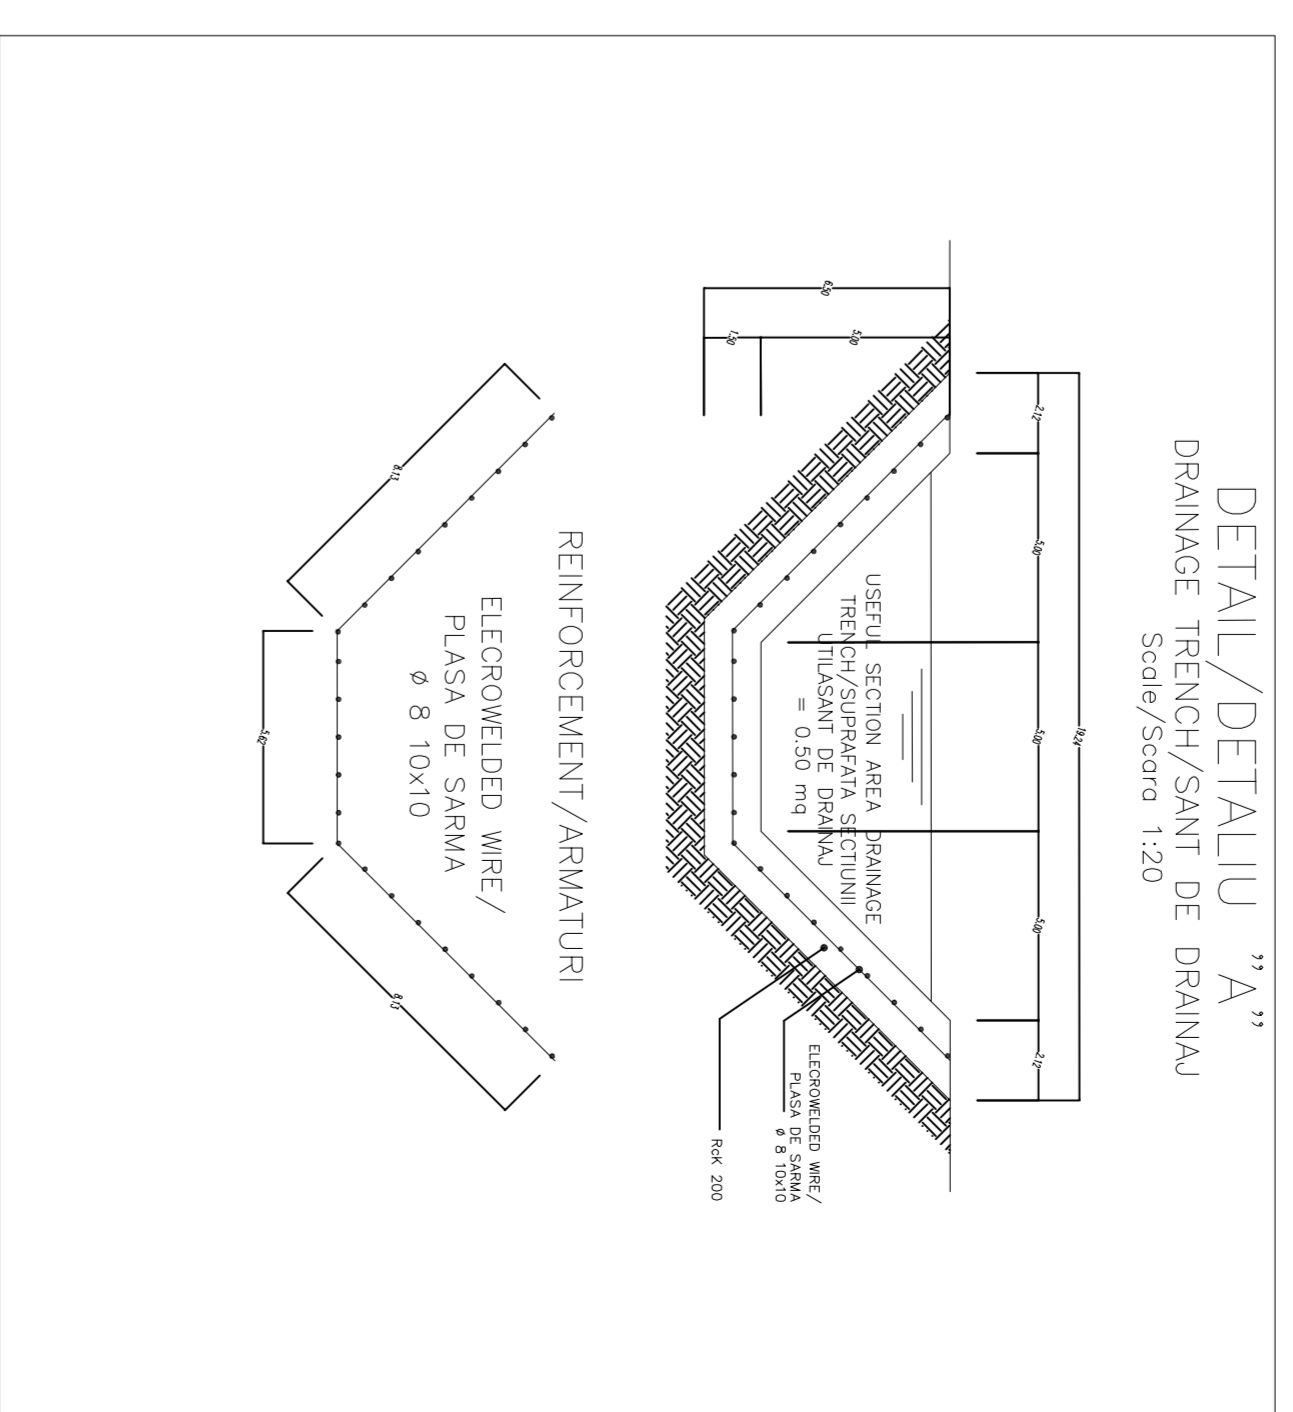 DETAIL/DETALIU ,,A,,
DRAINAGE TRENCH/SANT DE DRAINAJ
Scale/Scara 1:20
19,24
2,12
5,00
5,00
5,00
2,12
6,50
1,50
5,00
USEFUL SECTION AREA DRAINAGE
TRENCH/SUPRAFATA SECTIUNII
UTILASANT DE DRAINAJ
= 0.50 mq
ELECROWELDED WIRE/
PLASA DE SARMA
Ø 8 10x10
RcK 200
REINFORCEMENT/ARMATURI
ELECROWELDED WIRE/
PLASA DE SARMA
Ø 8 10x10
8,13
5,62
8,13